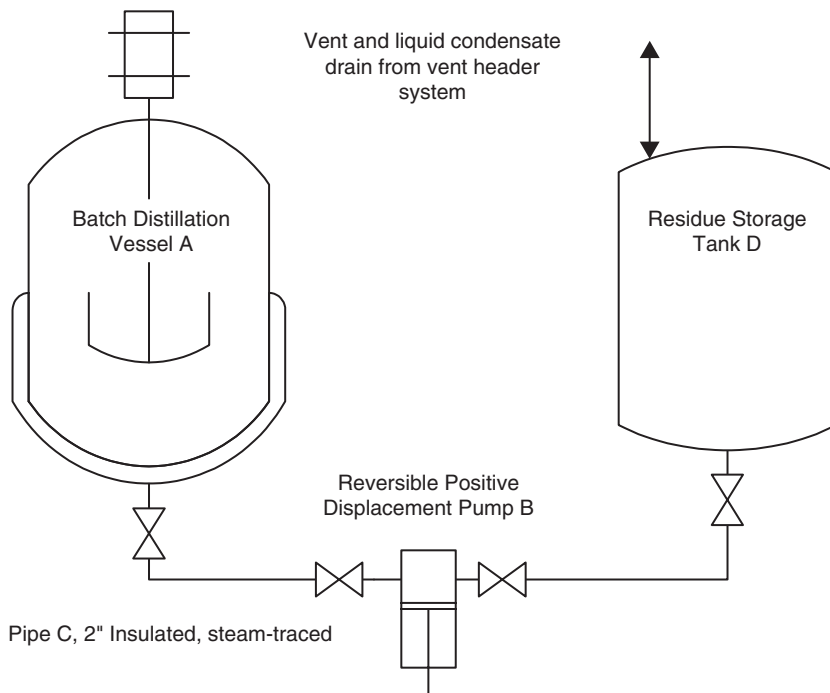 Vent and liquid condensate
drain from vent header
system
Batch Distillation
Vessel A
Residue Storage
Tank D
Reversible Positive
Displacement Pump B
Pipe C, 2" Insulated, steam-traced